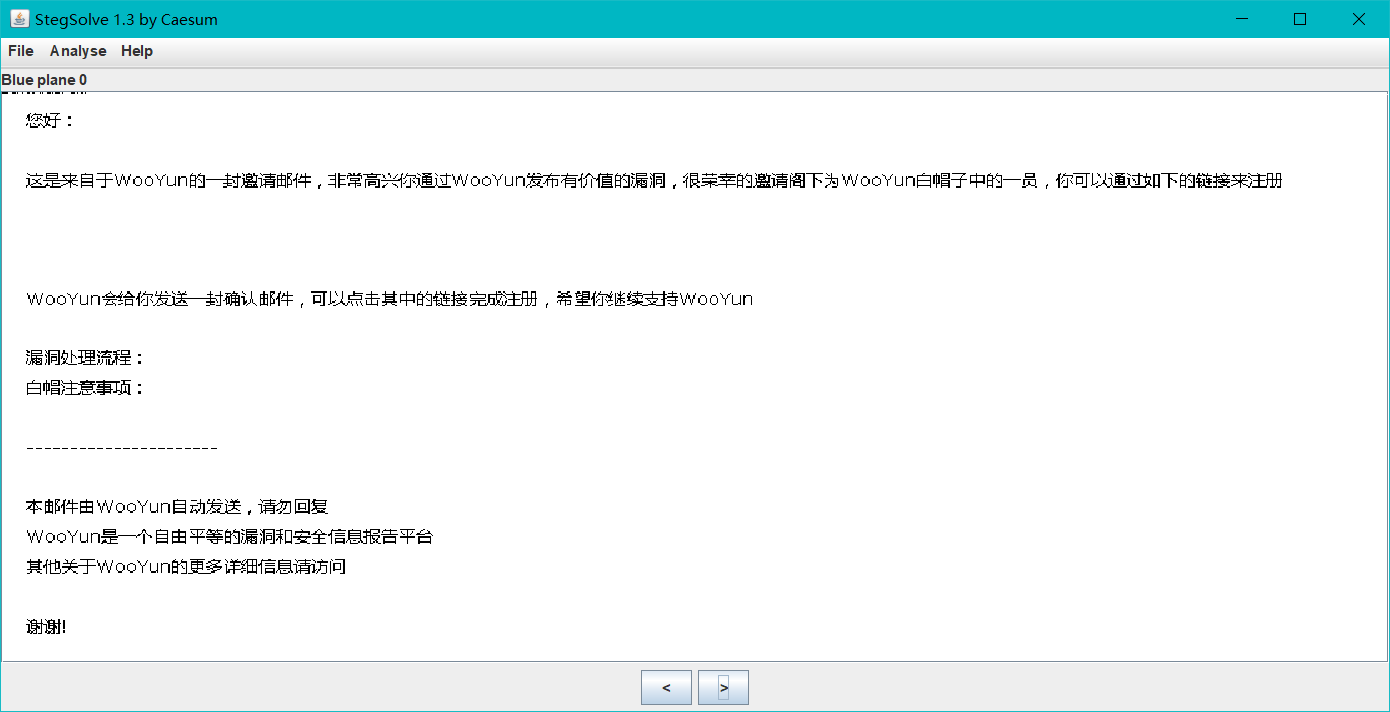 StegSolve 1.3 by Caesum
File Analyse Help
Blue plane 0
您好：
这是来自于WooYun的一封邀请邮件，非常高兴你通过WooYun发布有价值的漏洞，很荣幸的邀请阁下为WooYun白帽子中的一员，你可以通过如下的链接来注册
WooYun会给你发送一封确认邮件，可以点击其中的链接完成注册，希望你继续支持WooYun
漏洞处理流程：
白帽注意事项：
----------------------
本邮件由WooYun自动发送，请勿回复
WooYun是一个自由平等的漏洞和安全信息报告平台
其他关于WooYun的更多详细信息请访问
谢谢!
< >